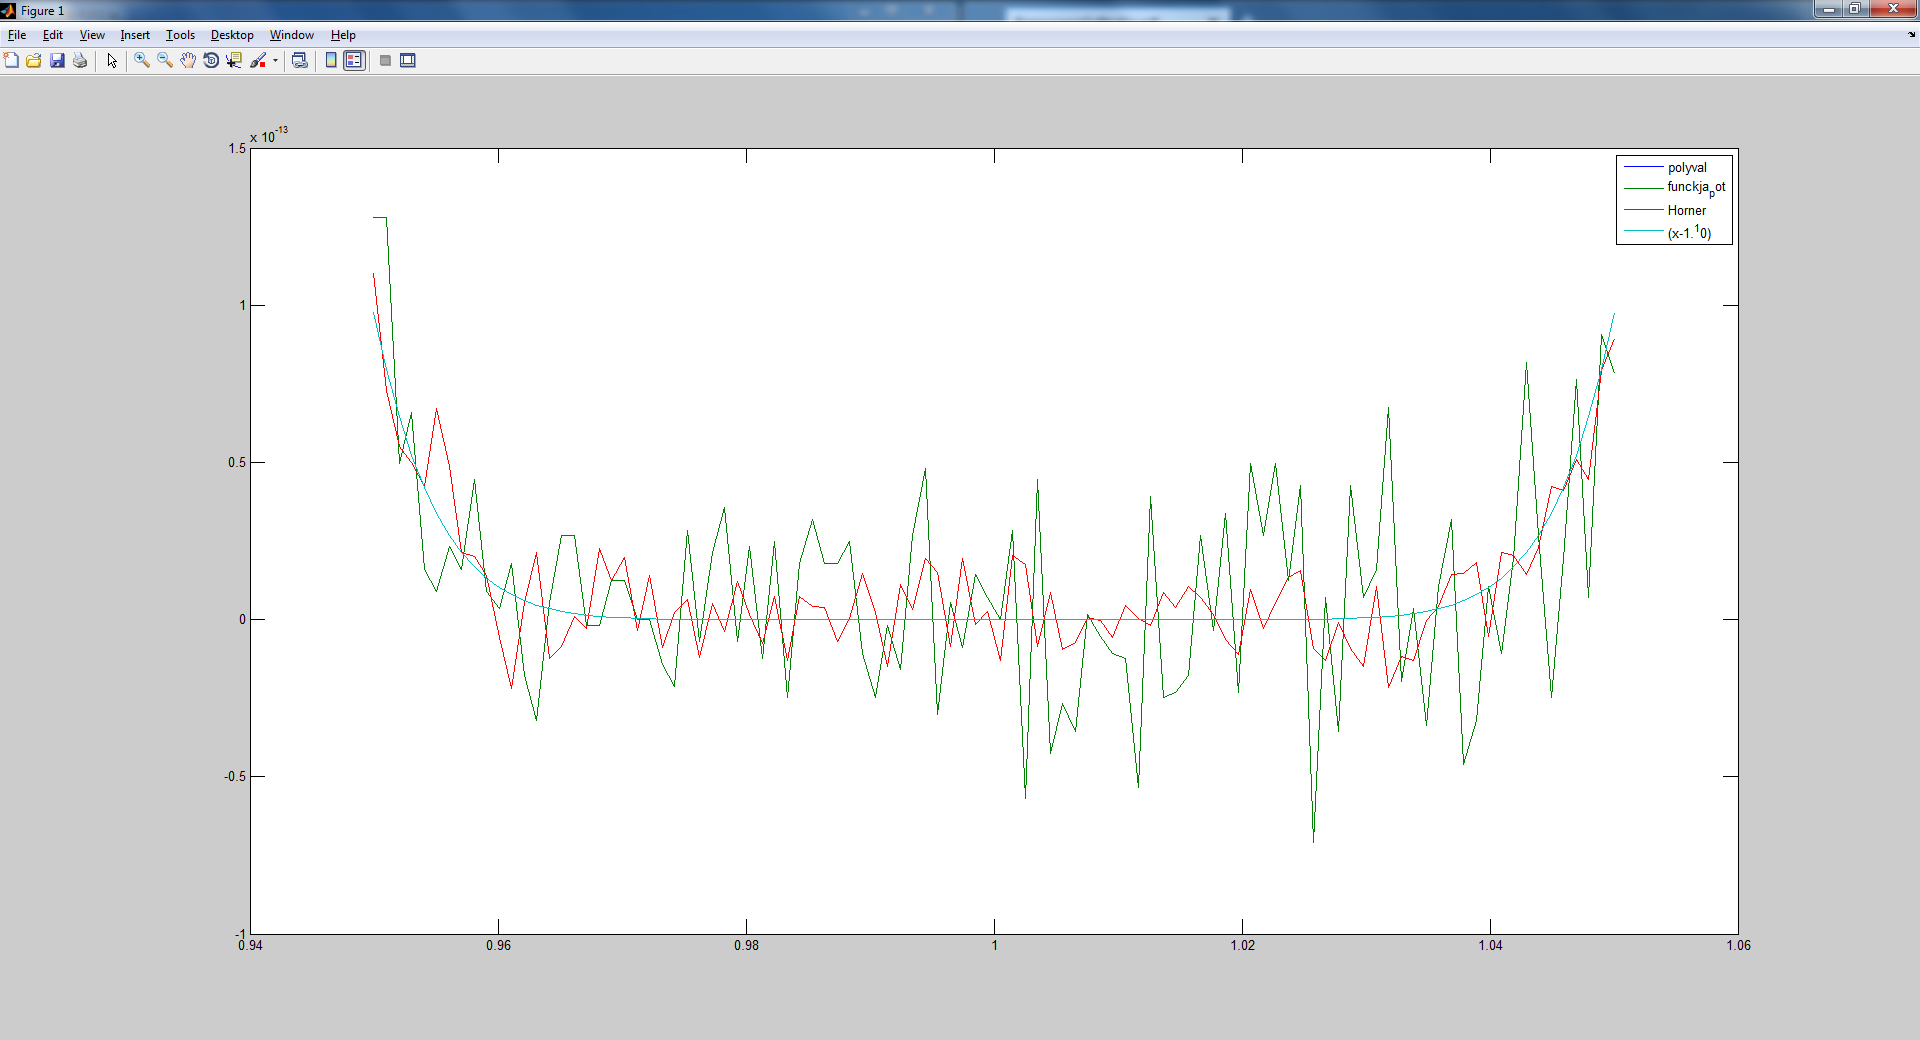 Figure 1
File Edit View Insert Tools Desktop Window Help
x 10-13
1.5
1
0.5
0
-0.5
-1
0.94 0.96 0.98 1 1.02 1.04 1.06
polyval
funckjapot
Horner
(x-1.10)